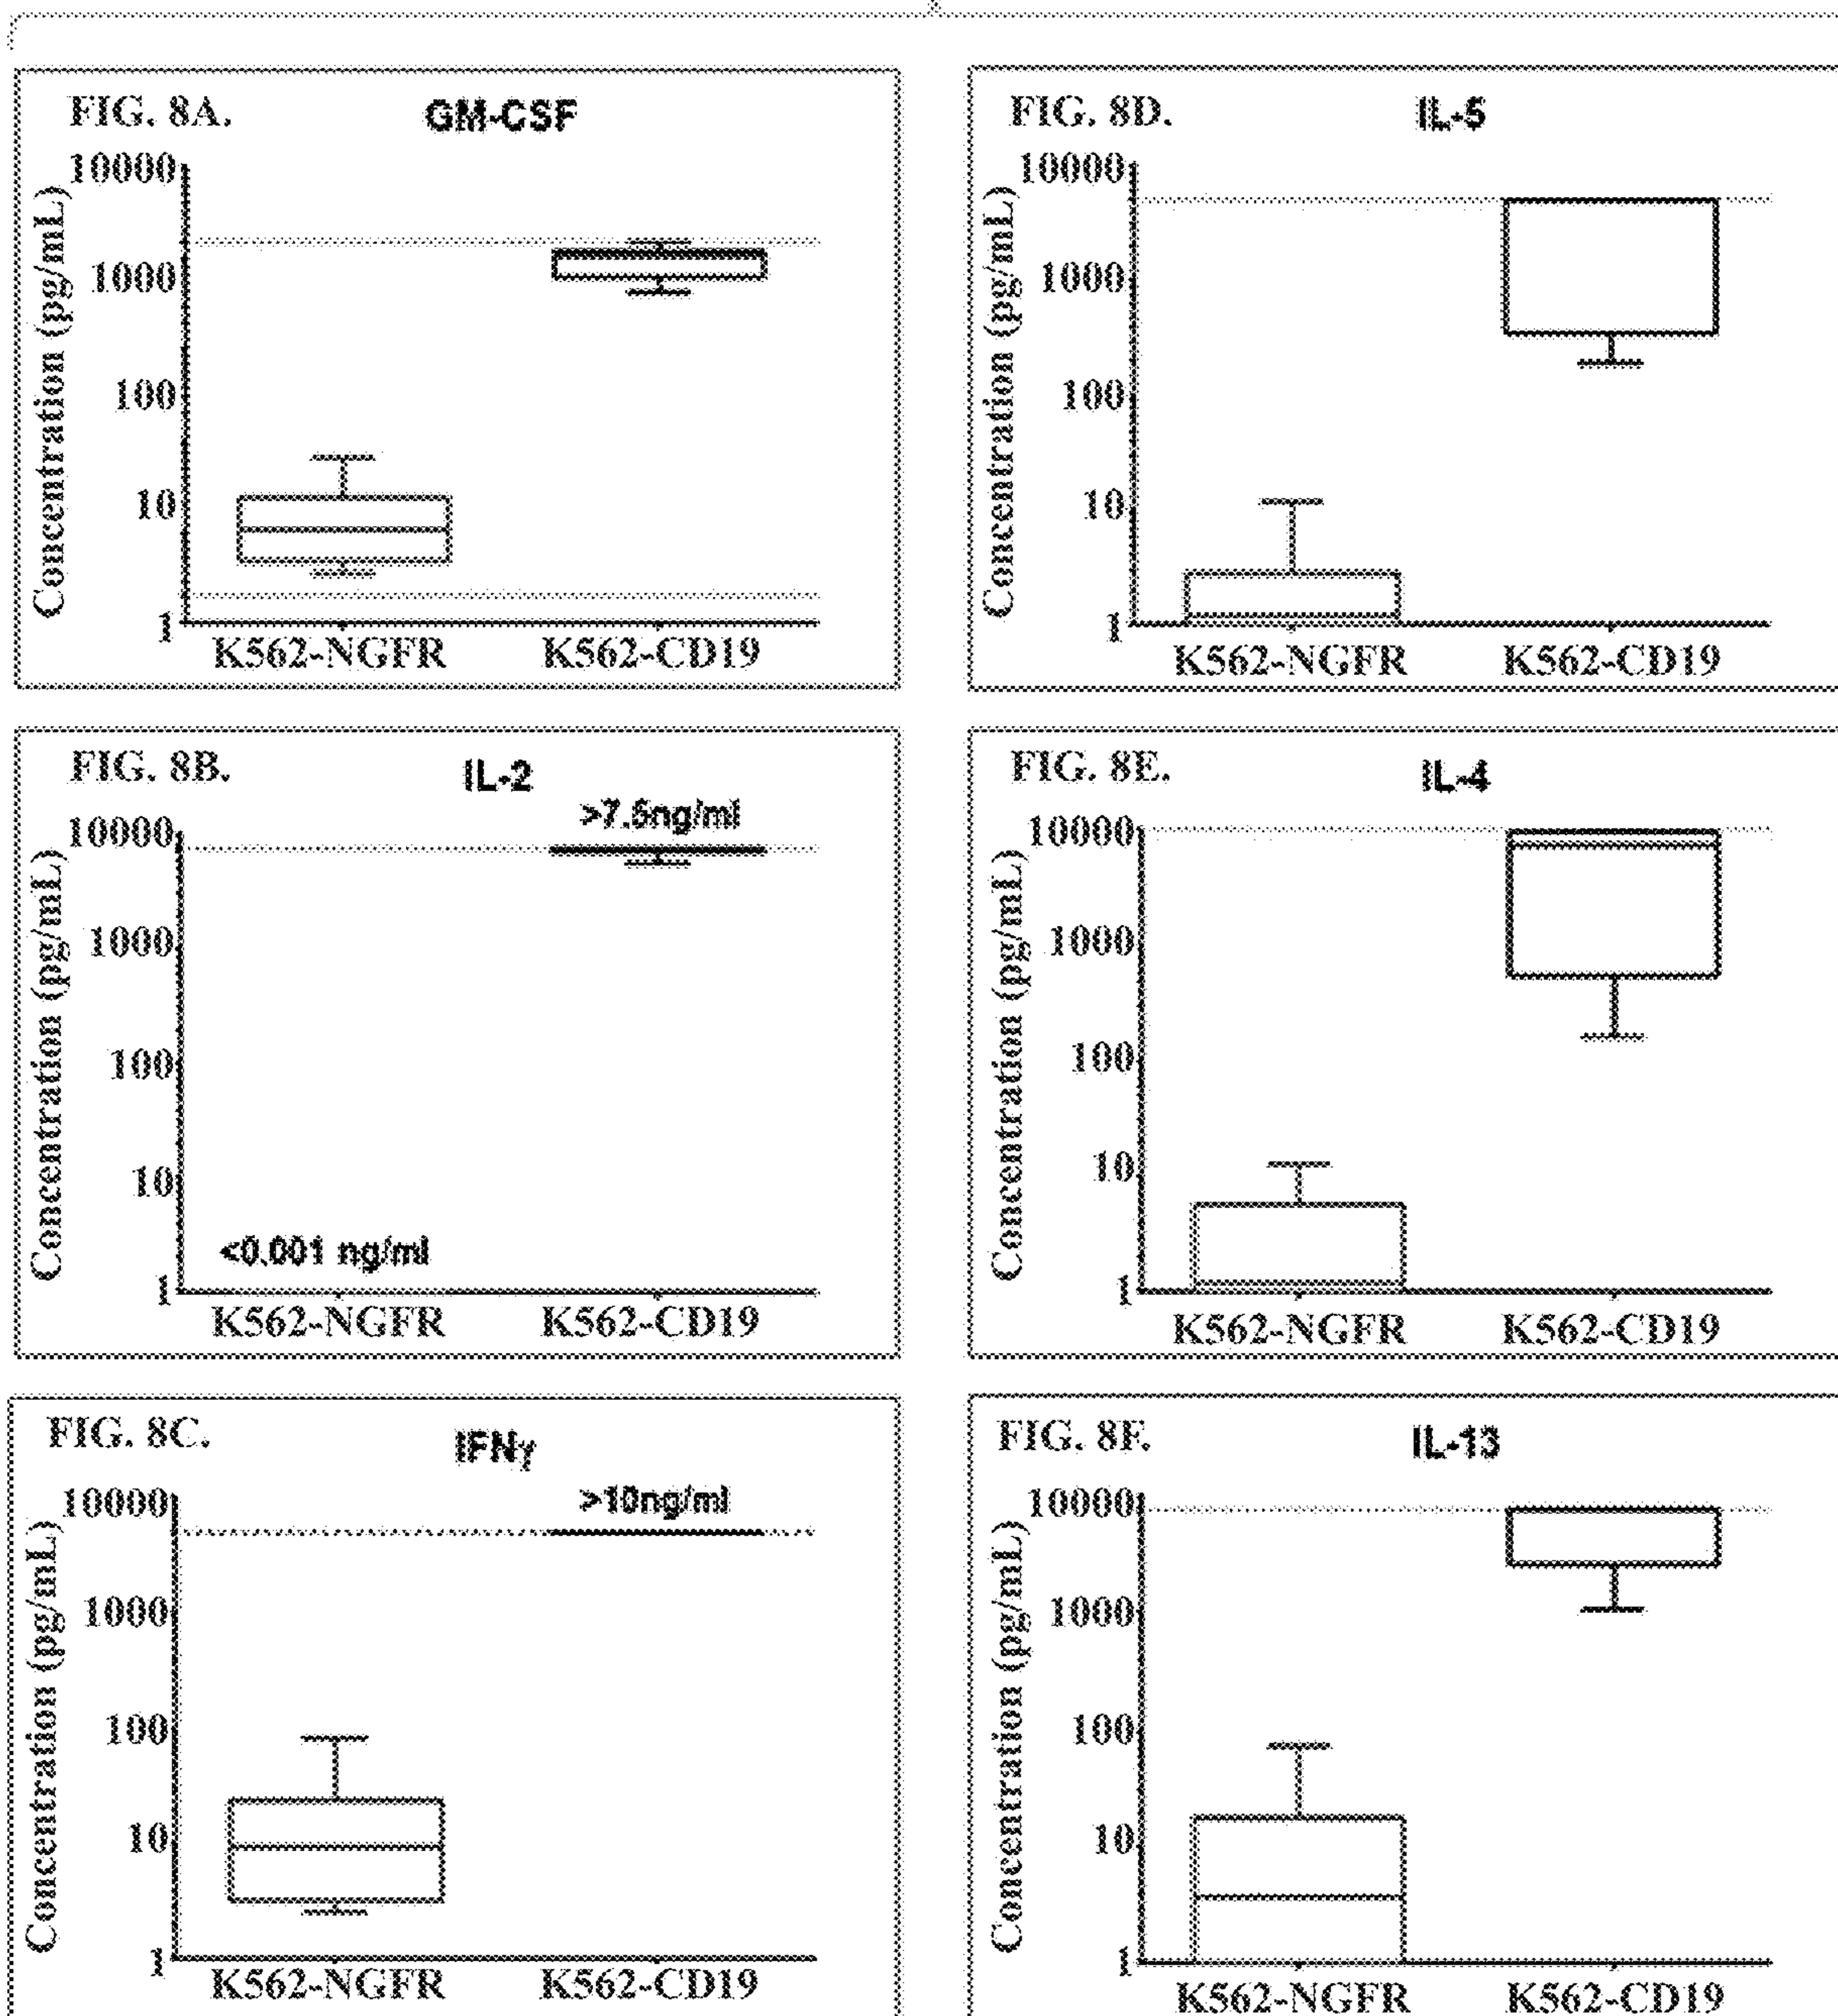 FIG. 8A. GM-CSF
10000
1000
100
10
1
Concentration (pg/mL)
K562-NGFR K562-CD19
FIG. 8B. IL-2
>7.5ng/ml
10000
1000
100
10
1
<0.001 ng/ml
Concentration (pg/mL)
K562-NGFR K562-CD19
FIG. 8C. IFNγ
>10ng/ml
10000
1000
100
10
1
Concentration (pg/mL)
K562-NGFR K562-CD19
FIG. 8D. IL-5
10000
1000
100
10
1
Concentration (pg/mL)
K562-NGFR K562-CD19
FIG. 8E. IL-4
10000
1000
100
10
1
Concentration (pg/mL)
K562-NGFR K562-CD19
FIG. 8F. IL-13
10000
1000
100
10
1
Concentration (pg/mL)
K562-NGFR K562-CD19